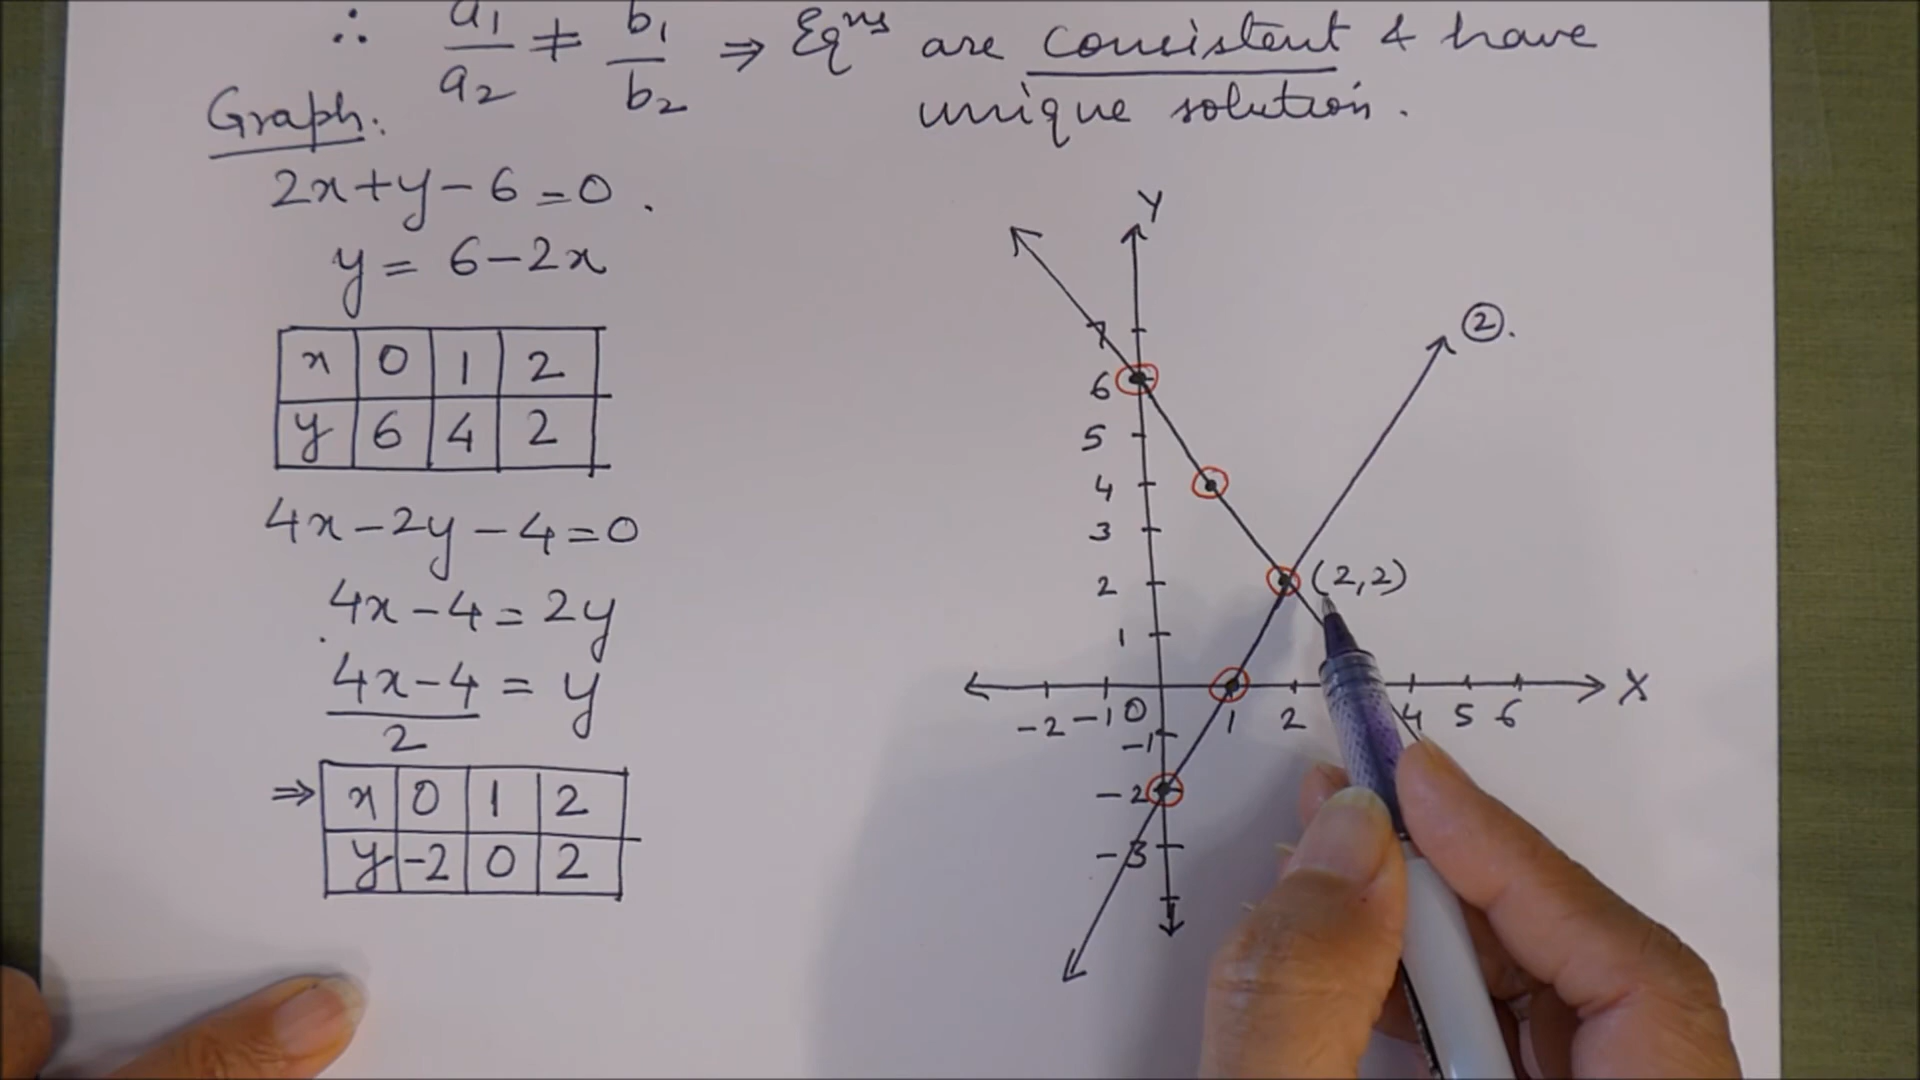 ∴ a₁/a₂ ≠ b₁/b₂ ⇒ Eqⁿˢ are consistent & have
unique solution.
Graph:
2x+y-6=0.
y = 6-2x
x 0 1 2
y 6 4 2
4x-2y-4=0
4x-4=2y
4x-4/2 = y
⇒ x 0 1 2
y -2 0 2
Y
7
②.
6
5
4
3
2 (2,2)
1
X
-2 -1 0 1 2 4 5 6
-1
-2
-3